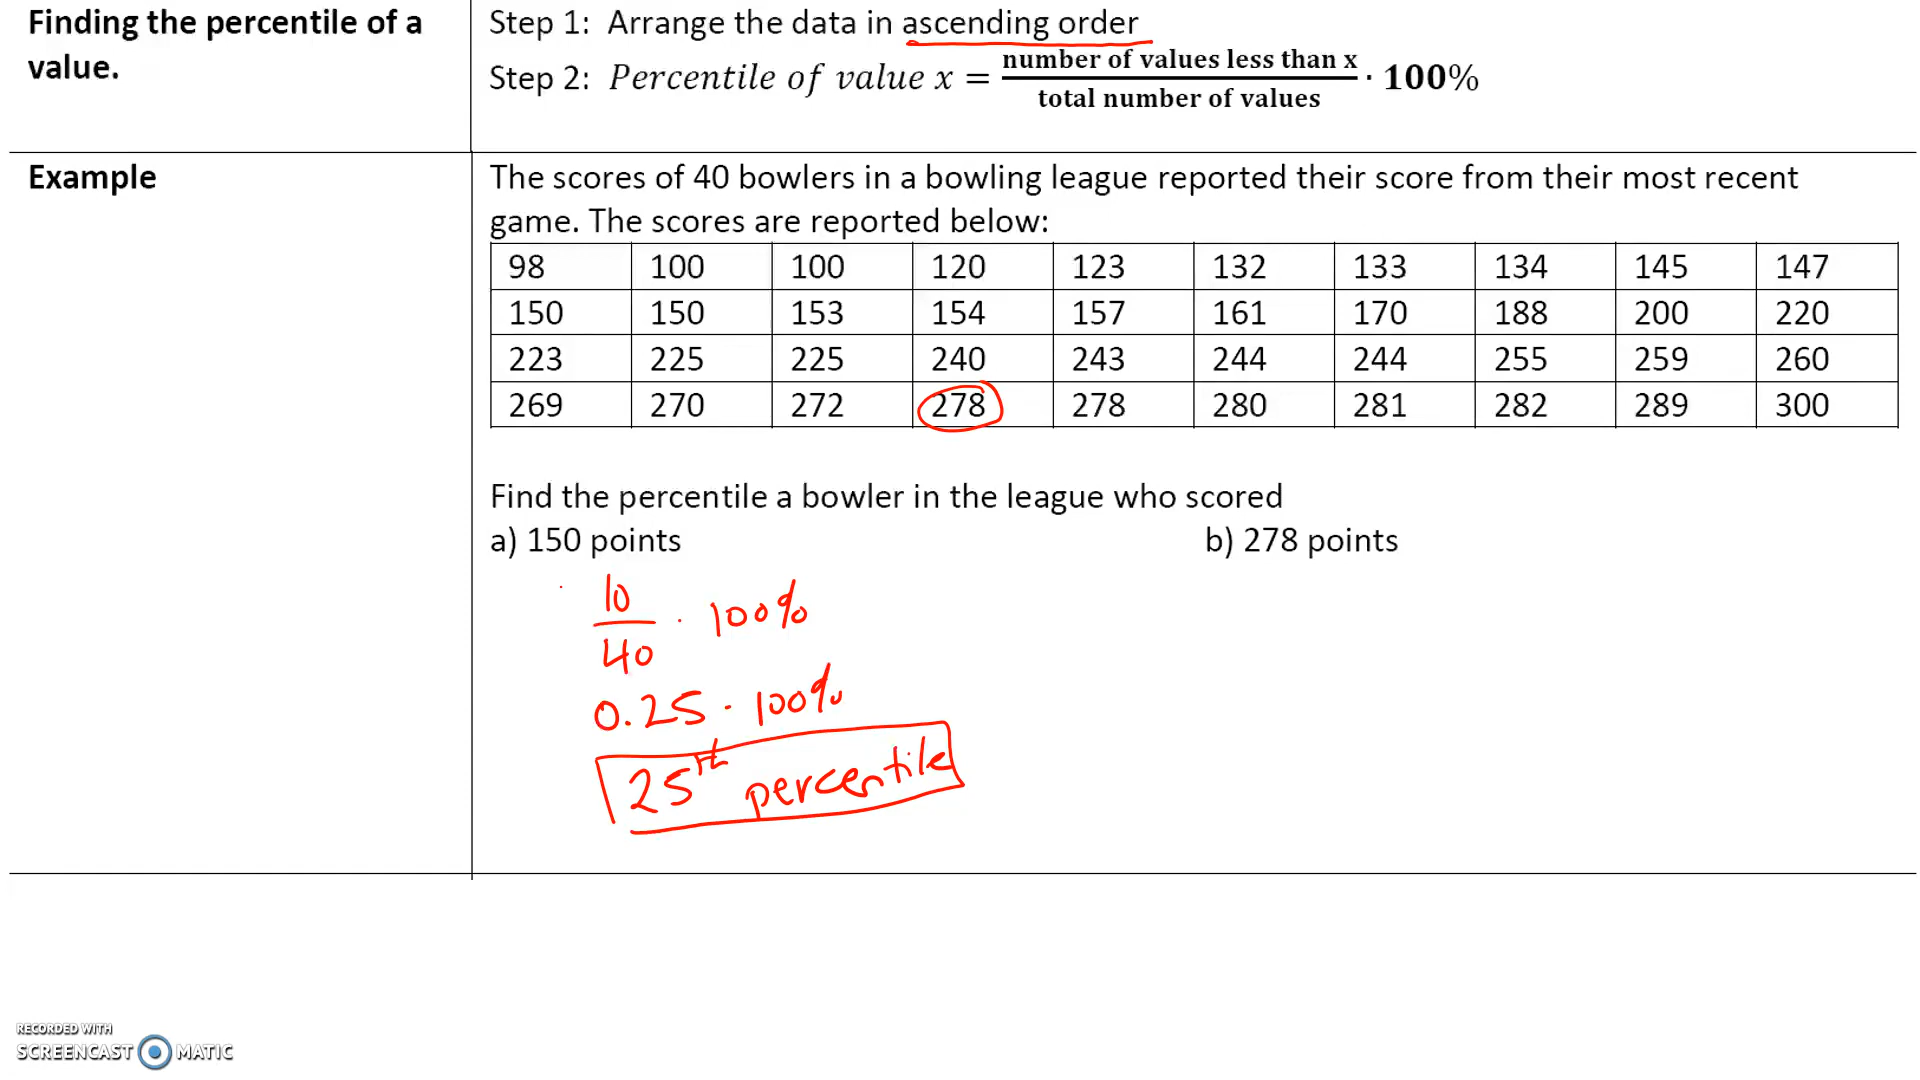 Finding the percentile of a
value.
Step 1: Arrange the data in ascending order
Step 2: Percentile of value x = number of values less than x / total number of values · 100%
Example
The scores of 40 bowlers in a bowling league reported their score from their most recent
game. The scores are reported below:
98 100 100 120 123 132 133 134 145 147
150 150 153 154 157 161 170 188 200 220
223 225 225 240 243 244 244 255 259 260
269 270 272 278 278 280 281 282 289 300
Find the percentile a bowler in the league who scored
a) 150 points b) 278 points
10/40 · 100%
0.25 · 100%
25th percentile
RECORDED WITH
SCREENCAST MATIC